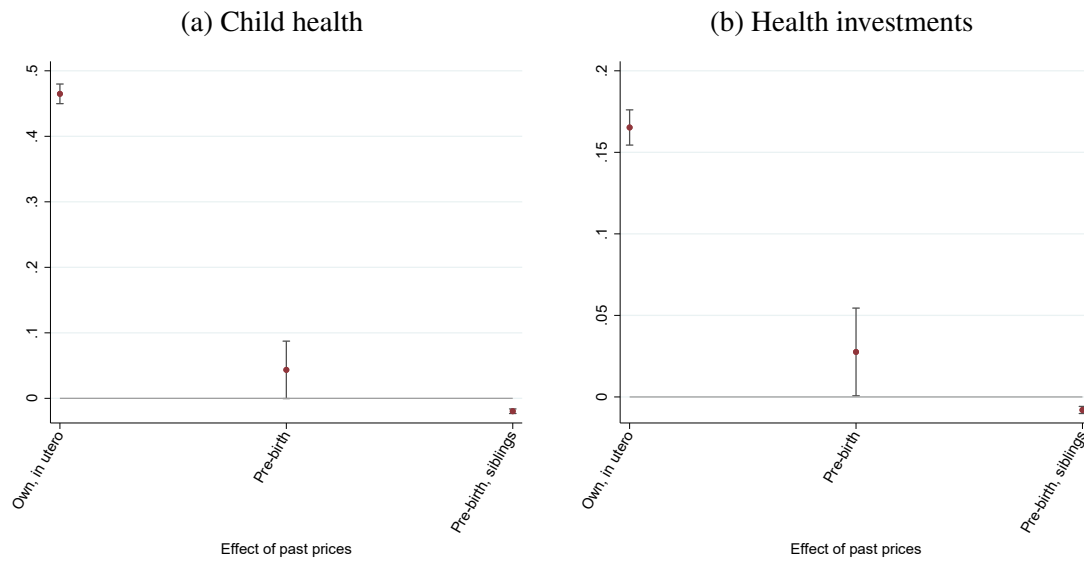 (a) Child health
.5
.4
.3
.2
.1
0
Own, in utero
Pre-birth
Pre-birth, siblings
Effect of past prices
(b) Health investments
.2
.15
.1
.05
0
Own, in utero
Pre-birth
Pre-birth, siblings
Effect of past prices